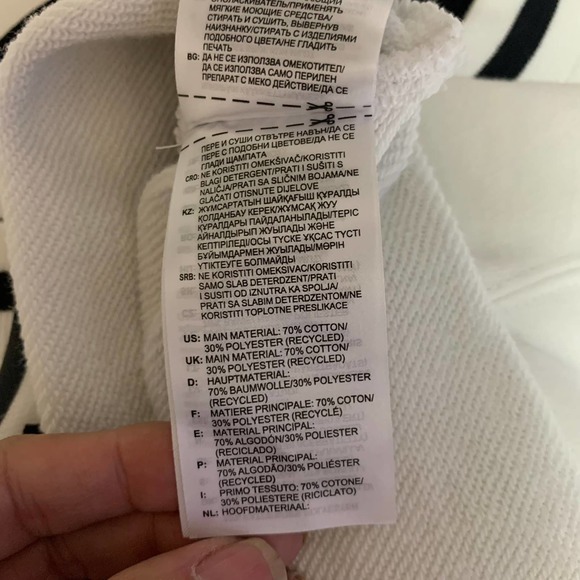 ОПОЛАСКИВАТЕЛЬ/ПРИМЕНЯТЬ
МЯГКИЕ МОЮЩИЕ СРЕДСТВА/
СТИРАТЬ И СУШИТЬ, ВЫВЕРНУВ
НАИЗНАНКУ/СТИРАТЬ С ИЗДЕЛИЯМИ
ПОДОБНОГО ЦВЕТА/НЕ ГЛАДИТЬ
ПЕЧАТЬ
BG: ДА НЕ СЕ ИЗПОЛЗВА ОМЕКОТИТЕЛ/
ДА СЕ ИЗПОЛЗВА САМО ПЕРИЛЕН
ПРЕПАРАТ С МЕКО ДЕЙСТВИЕ/ДА СЕ
ПЕРЕ И СУШИ ОТВЪТРЕ НАВЪН/ДА СЕ
ПЕРЕ С ПОДОБНИ ЦВЕТОВЕ/ДА НЕ СЕ
ГЛАДИ ЩАМПАТА
CRO: NE KORISTITI OMEKŠIVAČ/KORISTITI
BLAGI DETERGENT/PRATI I SUŠITI S
NALIČJA/PRATI SA SLIČNIM BOJAMA/NE
GLAČATI OTISNUTE DIJELOVE
KZ: ЖҰМСАРТАТЫН ШАЙҚАҒЫШ ҚҰРАЛДЫ
ҚОЛДАНБАУ КЕРЕК/ЖҰМСАҚ ЖУУ
ҚҰРАЛДАРЫ ПАЙДАЛАНЫЛАДЫ/ТЕРІС
АЙНАЛДЫРЫП ЖУЫЛАДЫ ЖӘНЕ
КЕПТІРІЛЕДІ/ОСЫ ТҮСКЕ ҰҚСАС ТҮСТІ
БҰЙЫМДАРМЕН ЖУЫЛАДЫ/МӨРІН
ҮТІКТЕУГЕ БОЛМАЙДЫ
SRB: NE KORISTITI OMEKSIVAC/KORISTITI
SAMO SLAB DETERDZENT/PRATI
I SUSITI OD IZNUTRA KA SPOLJA/
PRATI SA SLABIM DETERDZENTOM/NE
KORISTITI TOPLOTNE PRESLIKACE
US: MAIN MATERIAL: 70% COTTON/
30% POLYESTER (RECYCLED)
UK: MAIN MATERIAL: 70% COTTON/
30% POLYESTER (RECYCLED)
D: HAUPTMATERIAL:
70% BAUMWOLLE/30% POLYESTER
(RECYCLED)
F: MATIERE PRINCIPALE: 70% COTON/
30% POLYESTER (RECYCLÉ)
E: MATERIAL PRINCIPAL:
70% ALGODÓN/30% POLIESTER
(RECICLADO)
P: MATERIAL PRINCIPAL:
70% ALGODÃO/30% POLIÉSTER
(RECICLADO)
I: PRIMO TESSUTO: 70% COTONE/
30% POLIESTERE (RICICLATO)
NL: HOOFDMATERIAAL: